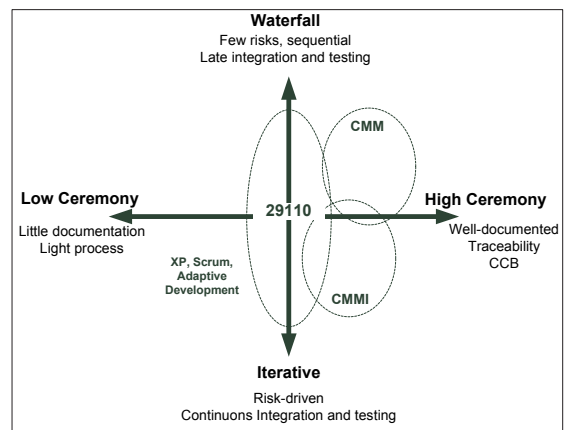 Waterfall
Few risks, sequential
Late integration and testing
CMM
Low Ceremony
Little documentation
Light process
29110
High Ceremony
Well-documented
Traceability
CCB
XP, Scrum,
Adaptive
Development
CMMI
Iterative
Risk-driven
Continuons Integration and testing